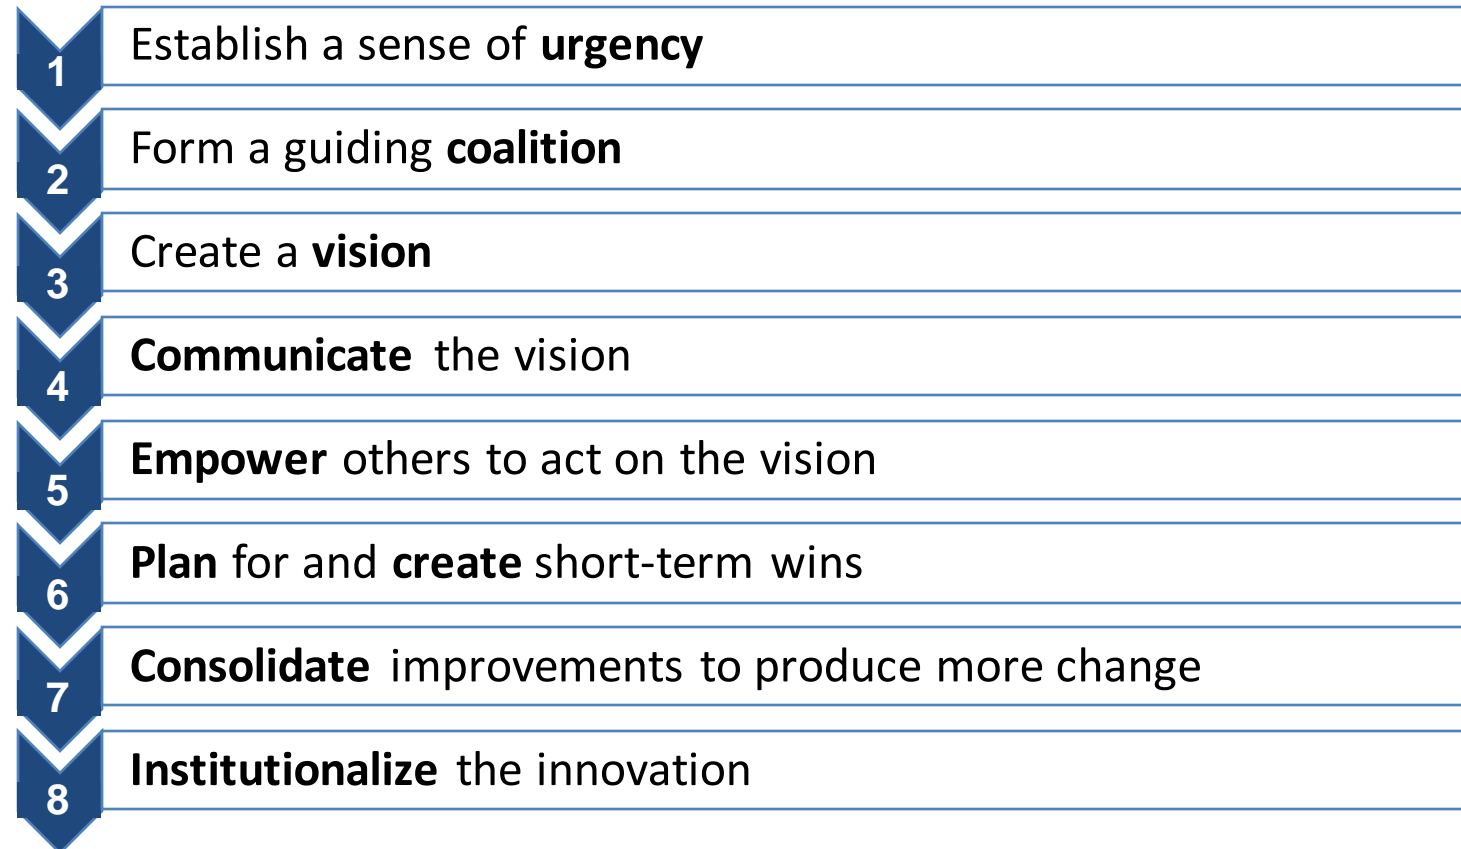 1 Establish a sense of urgency
2 Form a guiding coalition
3 Create a vision
4 Communicate the vision
5 Empower others to act on the vision
6 Plan for and create short-term wins
7 Consolidate improvements to produce more change
8 Institutionalize the innovation